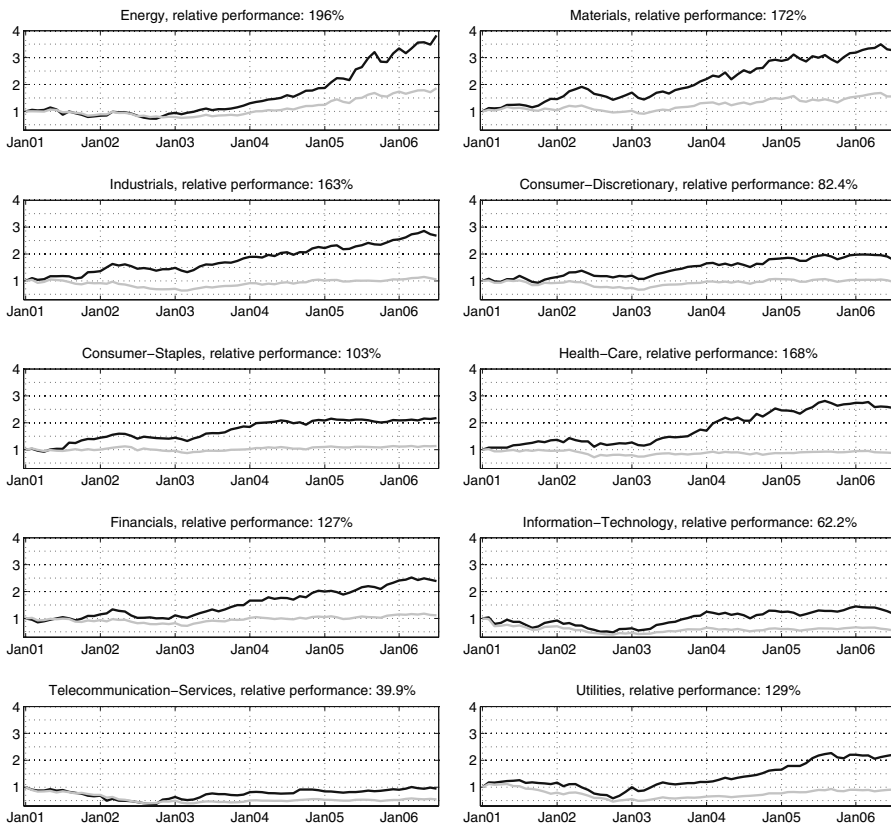 Energy, relative performance: 196%
4
3
2
1
Jan01 Jan02 Jan03 Jan04 Jan05 Jan06
Materials, relative performance: 172%
4
3
2
1
Jan01 Jan02 Jan03 Jan04 Jan05 Jan06
Industrials, relative performance: 163%
4
3
2
1
Jan01 Jan02 Jan03 Jan04 Jan05 Jan06
Consumer−Discretionary, relative performance: 82.4%
4
3
2
1
Jan01 Jan02 Jan03 Jan04 Jan05 Jan06
Consumer−Staples, relative performance: 103%
4
3
2
1
Jan01 Jan02 Jan03 Jan04 Jan05 Jan06
Health−Care, relative performance: 168%
4
3
2
1
Jan01 Jan02 Jan03 Jan04 Jan05 Jan06
Financials, relative performance: 127%
4
3
2
1
Jan01 Jan02 Jan03 Jan04 Jan05 Jan06
Information−Technology, relative performance: 62.2%
4
3
2
1
Jan01 Jan02 Jan03 Jan04 Jan05 Jan06
Telecommunication−Services, relative performance: 39.9%
4
3
2
1
Jan01 Jan02 Jan03 Jan04 Jan05 Jan06
Utilities, relative performance: 129%
4
3
2
1
Jan01 Jan02 Jan03 Jan04 Jan05 Jan06